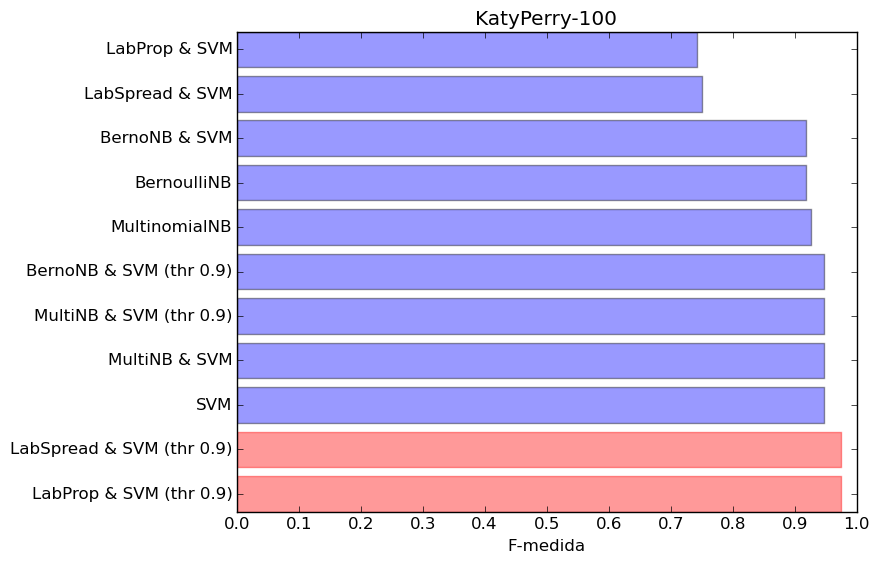 KatyPerry-100
LabProp & SVM
LabSpread & SVM
BernoNB & SVM
BernoulliNB
MultinomialNB
BernoNB & SVM (thr 0.9)
MultiNB & SVM (thr 0.9)
MultiNB & SVM
SVM
LabSpread & SVM (thr 0.9)
LabProp & SVM (thr 0.9)
0.0 0.1 0.2 0.3 0.4 0.5 0.6 0.7 0.8 0.9 1.0
F-medida